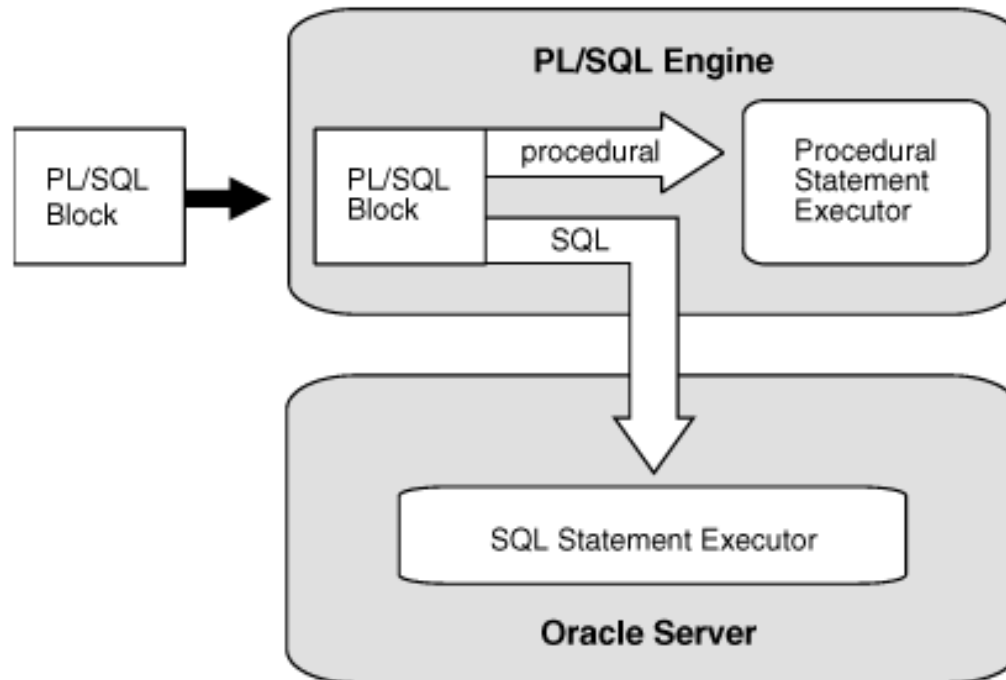 PL/SQL Engine
PL/SQL
Block
PL/SQL
Block
procedural
SQL
Procedural
Statement
Executor
SQL Statement Executor
Oracle Server